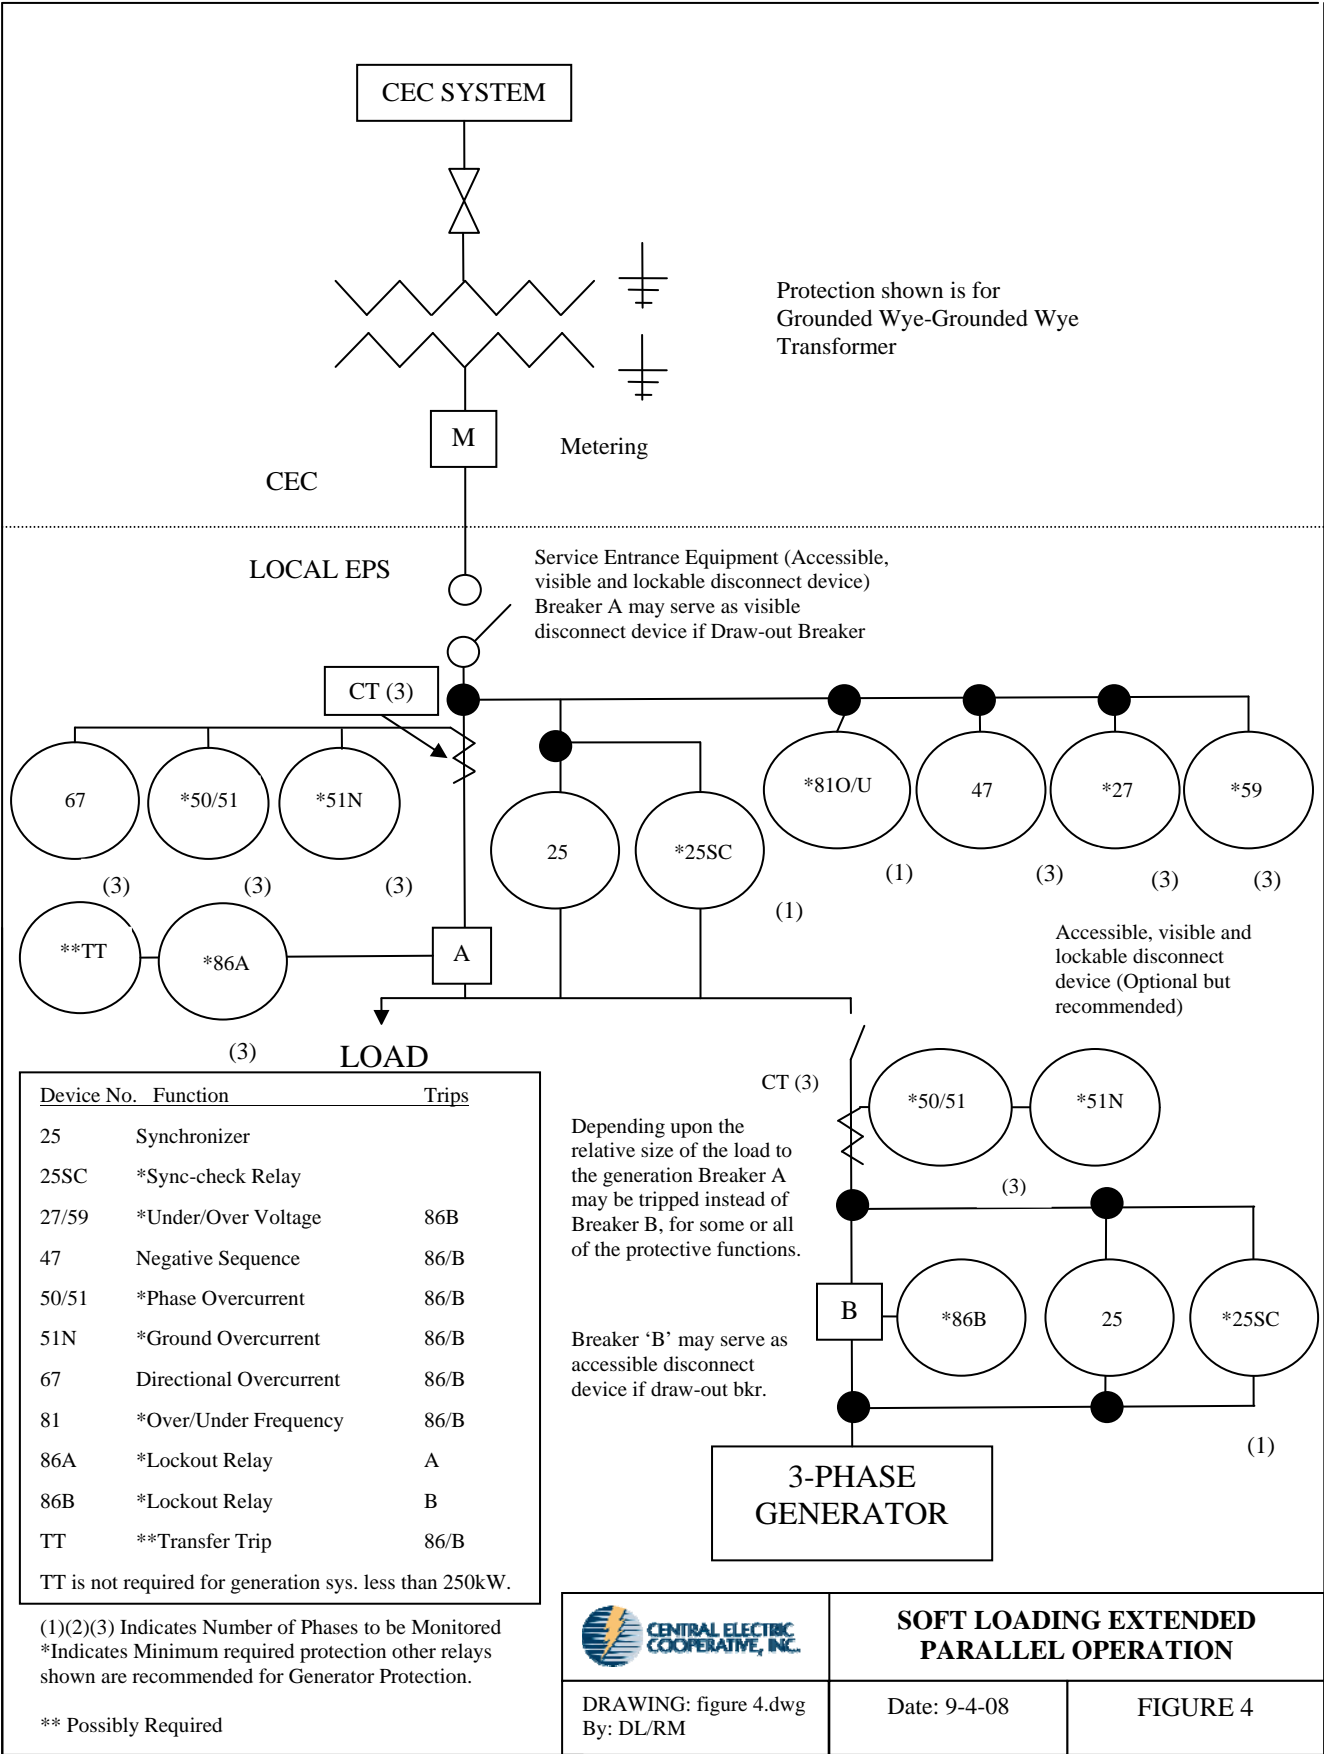 CEC SYSTEM
Protection shown is for
Grounded Wye-Grounded Wye
Transformer
M
Metering
CEC
LOCAL EPS
Service Entrance Equipment (Accessible,
visible and lockable disconnect device)
Breaker A may serve as visible
disconnect device if Draw-out Breaker
CT (3)
67
*50/51
*51N
25
*25SC
*81O/U
47
*27
*59
(3)
(3)
(3)
(1)
(1)
(3)
(3)
(3)
**TT
*86A
A
Accessible, visible and
lockable disconnect
device (Optional but
recommended)
(3)
LOAD
CT (3)
*50/51
*51N
(3)
Depending upon the
relative size of the load to
the generation Breaker A
may be tripped instead of
Breaker B, for some or all
of the protective functions.
B
*86B
25
*25SC
Breaker ‘B’ may serve as
accessible disconnect
device if draw-out bkr.
(1)
3-PHASE
GENERATOR
Device No. Function Trips
25 Synchronizer
25SC *Sync-check Relay
27/59 *Under/Over Voltage 86B
47 Negative Sequence 86/B
50/51 *Phase Overcurrent 86/B
51N *Ground Overcurrent 86/B
67 Directional Overcurrent 86/B
81 *Over/Under Frequency 86/B
86A *Lockout Relay A
86B *Lockout Relay B
TT **Transfer Trip 86/B
TT is not required for generation sys. less than 250kW.
(1)(2)(3) Indicates Number of Phases to be Monitored
*Indicates Minimum required protection other relays
shown are recommended for Generator Protection.
** Possibly Required
CENTRAL ELECTRIC
COOPERATIVE, INC.
SOFT LOADING EXTENDED
PARALLEL OPERATION
DRAWING: figure 4.dwg
By: DL/RM
Date: 9-4-08
FIGURE 4